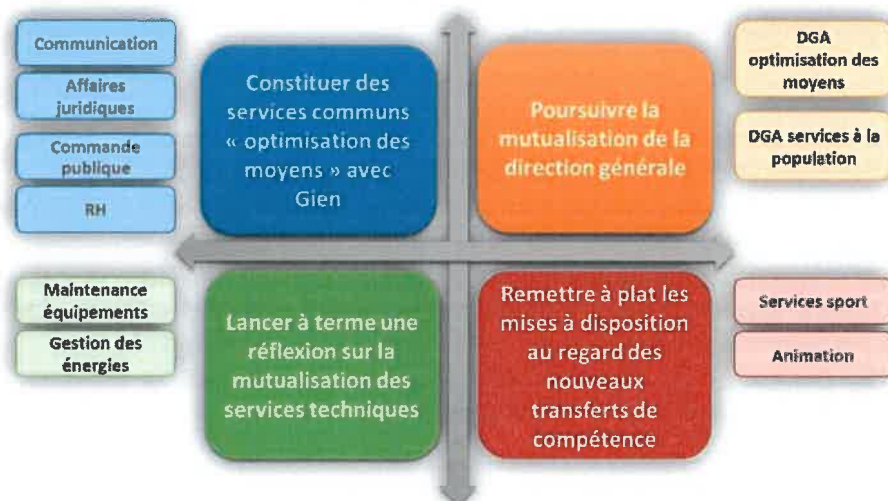 Communication
Affaires
juridiques
Commande
publique
RH
Constituer des
services communs
« optimisation des
moyens » avec
Gien
Poursuivre la
mutualisation de la
direction générale
DGA
optimisation des
moyens
DGA services à la
population
Maintenance
équipements
Gestion des
énergies
Lancer à terme une
réflexion sur la
mutualisation des
services techniques
Remettre à plat les
mises à disposition
au regard des
nouveaux
transferts de
compétence
Services sport
Animation